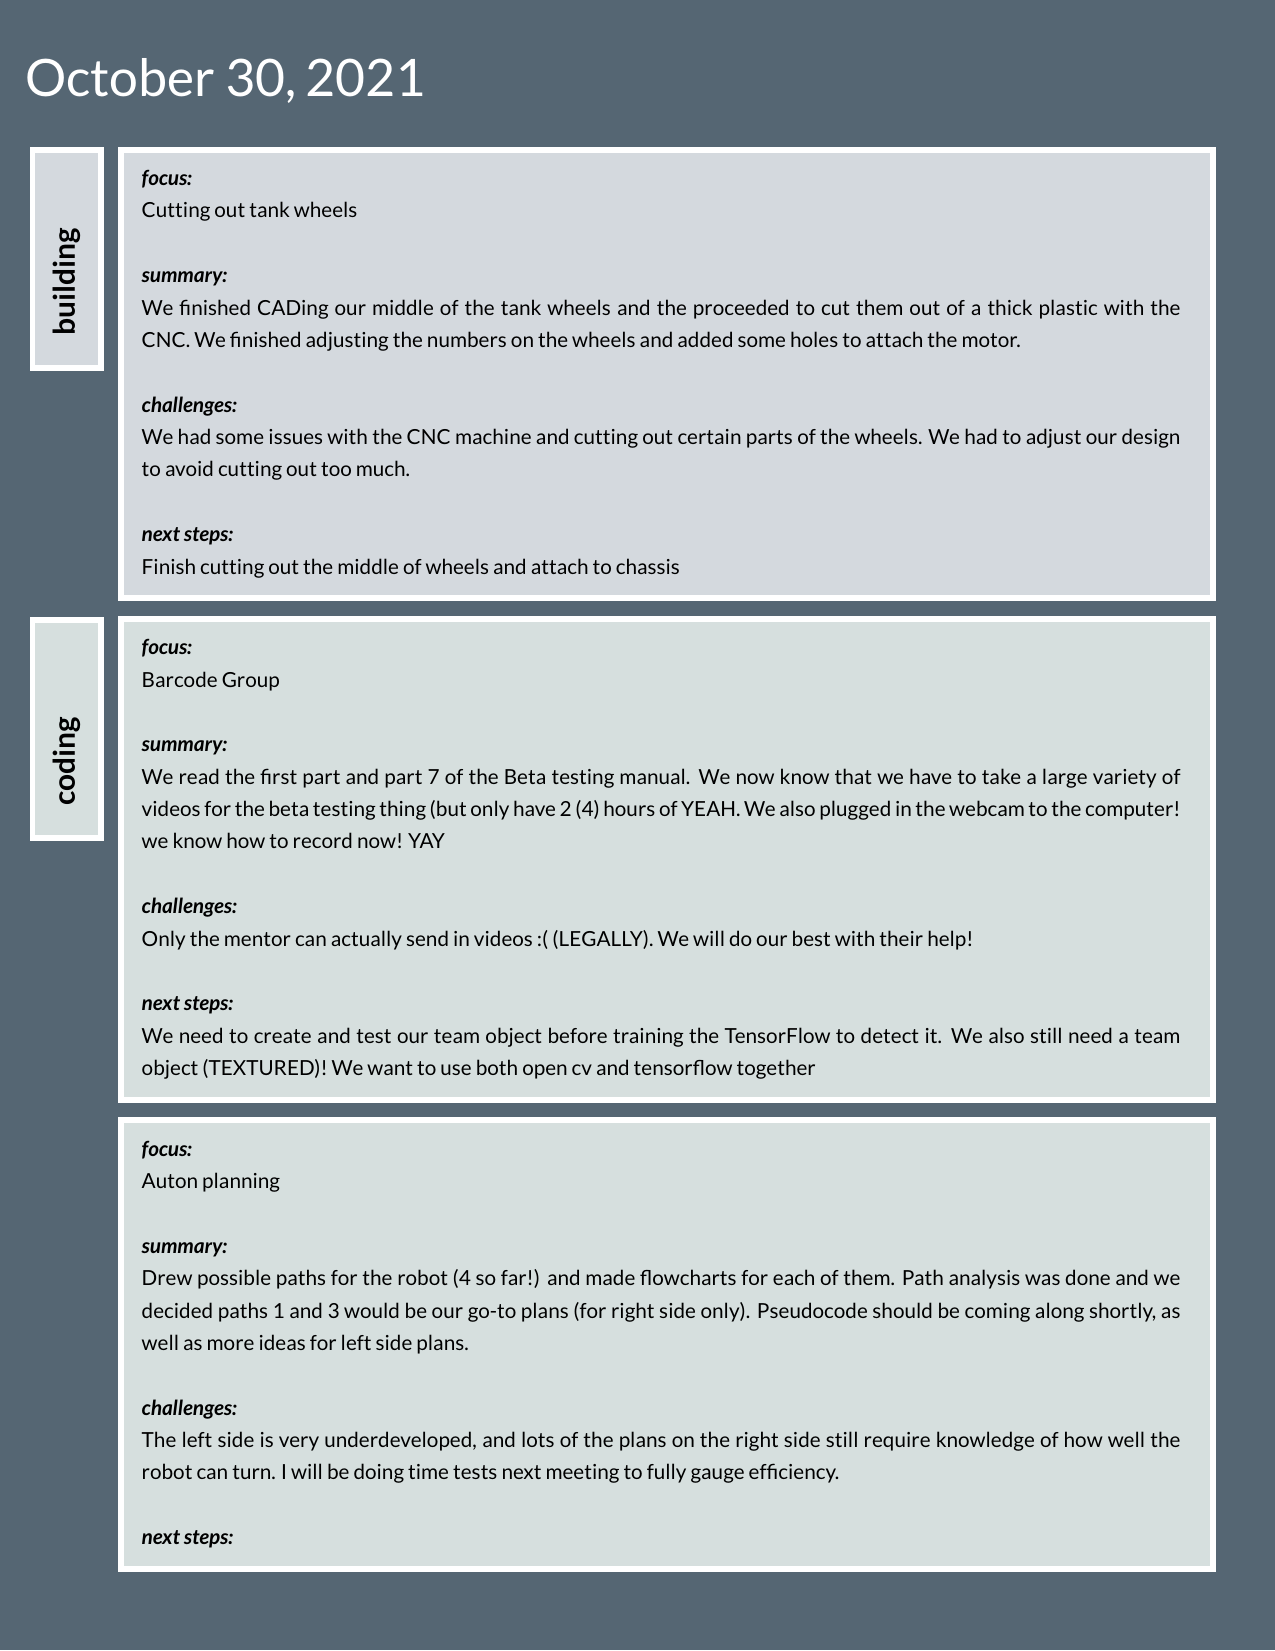 October 30, 2021
building
focus:
Cutting out tank wheels
summary:
We finished CADing our middle of the tank wheels and the proceeded to cut them out of a thick plastic with the
CNC. We finished adjusting the numbers on the wheels and added some holes to attach the motor.
challenges:
We had some issues with the CNC machine and cutting out certain parts of the wheels. We had to adjust our design
to avoid cutting out too much.
next steps:
Finish cutting out the middle of wheels and attach to chassis
coding
focus:
Barcode Group
summary:
We read the first part and part 7 of the Beta testing manual. We now know that we have to take a large variety of
videos for the beta testing thing (but only have 2 (4) hours of YEAH. We also plugged in the webcam to the computer!
we know how to record now! YAY
challenges:
Only the mentor can actually send in videos :( (LEGALLY). We will do our best with their help!
next steps:
We need to create and test our team object before training the TensorFlow to detect it. We also still need a team
object (TEXTURED)! We want to use both open cv and tensorflow together
focus:
Auton planning
summary:
Drew possible paths for the robot (4 so far!) and made flowcharts for each of them. Path analysis was done and we
decided paths 1 and 3 would be our go-to plans (for right side only). Pseudocode should be coming along shortly, as
well as more ideas for left side plans.
challenges:
The left side is very underdeveloped, and lots of the plans on the right side still require knowledge of how well the
robot can turn. I will be doing time tests next meeting to fully gauge efficiency.
next steps: